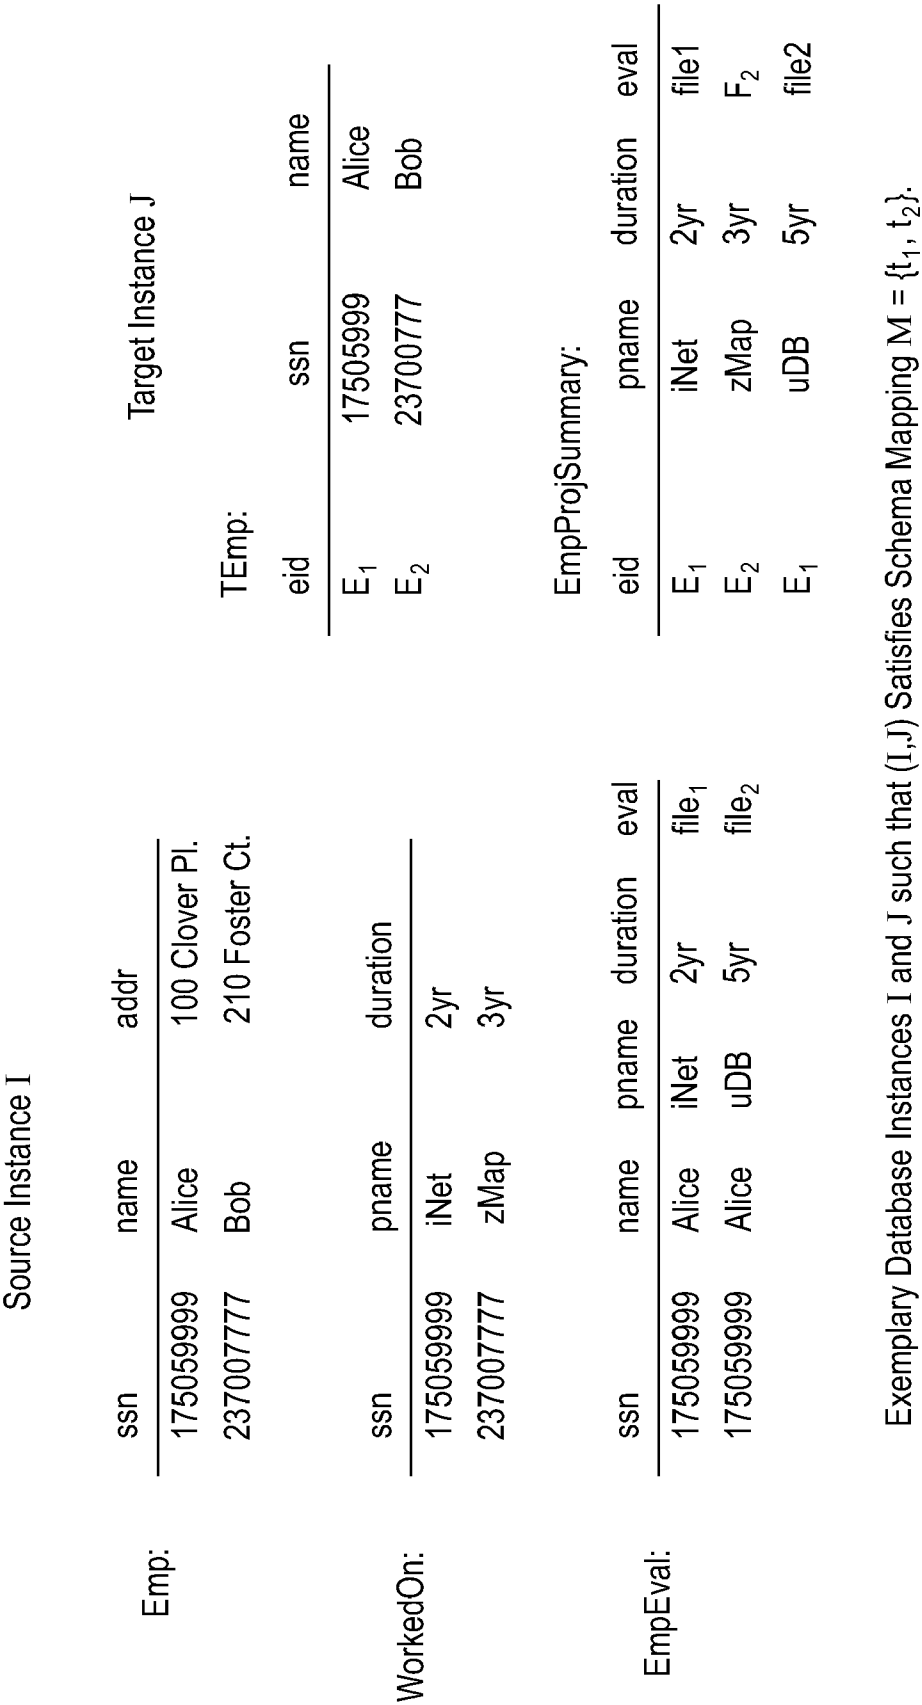 Source Instance I
Emp:
ssn name addr
175059999 Alice 100 Clover Pl.
237007777 Bob 210 Foster Ct.
WorkedOn:
ssn pname duration
175059999 iNet 2yr
237007777 zMap 3yr
EmpEval:
ssn name pname duration eval
175059999 Alice iNet 2yr file₁
175059999 Alice uDB 5yr file₂
Target Instance J
TEmp:
eid ssn name
E₁ 17505999 Alice
E₂ 23700777 Bob
EmpProjSummary:
eid pname duration eval
E₁ iNet 2yr file1
E₂ zMap 3yr F₂
E₁ uDB 5yr file2
Exemplary Database Instances I and J such that (I,J) Satisfies Schema Mapping M = {t₁, t₂}.